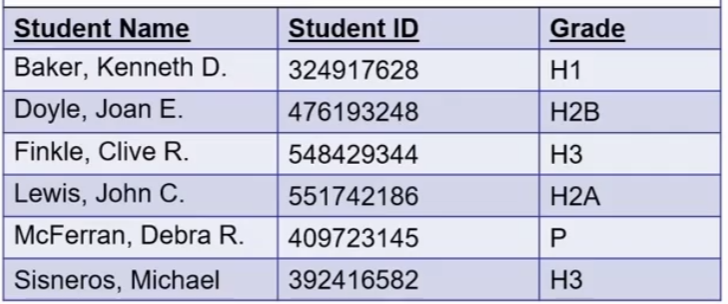 Student Name Student ID Grade
Baker, Kenneth D. 324917628 H1
Doyle, Joan E. 476193248 H2B
Finkle, Clive R. 548429344 H3
Lewis, John C. 551742186 H2A
McFerran, Debra R. 409723145 P
Sisneros, Michael 392416582 H3